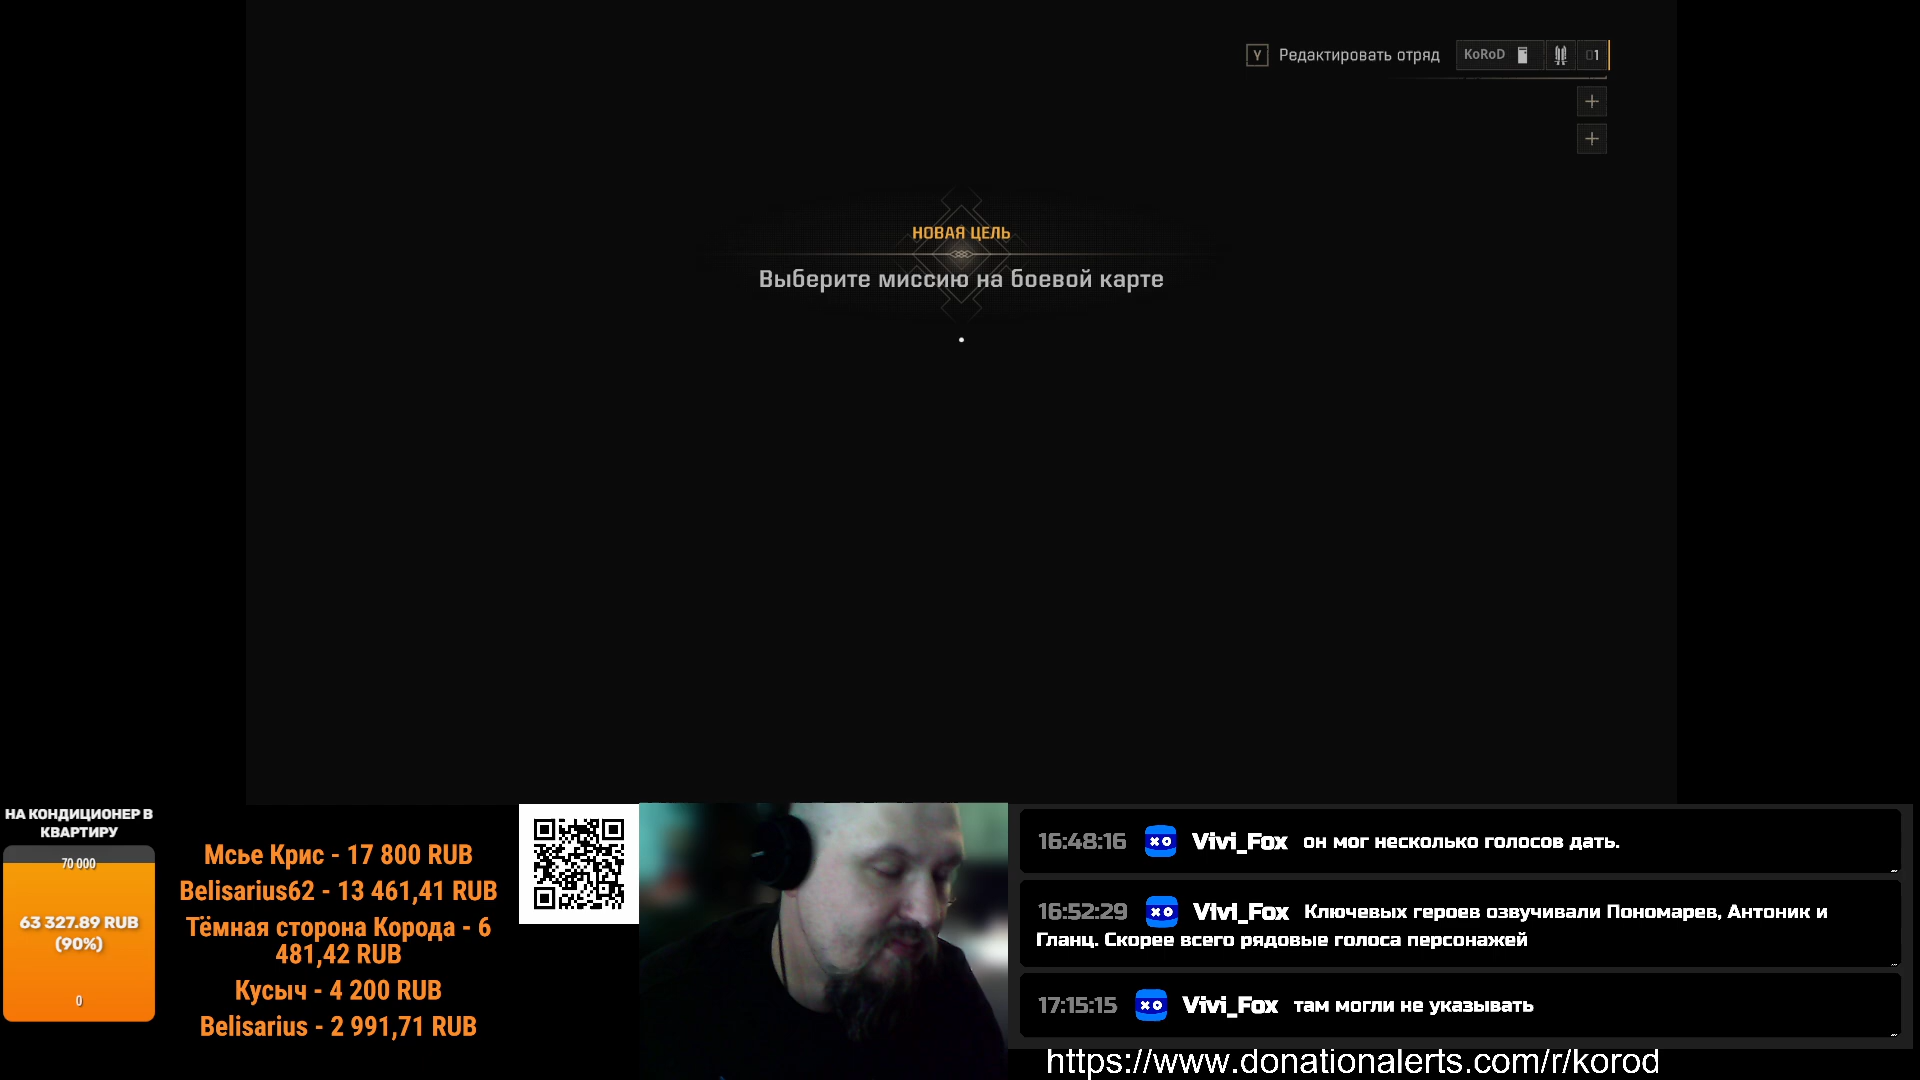 Y Редактировать отряд KoRoD 01
+
+
НОВАЯ ЦЕЛЬ
Выберите миссию на боевой карте
НА КОНДИЦИОНЕР В
КВАРТИРУ
70 000
63 327.89 RUB
(90%)
0
Мсье Крис - 17 800 RUB
Belisarius62 - 13 461,41 RUB
Тёмная сторона Корода - 6
481,42 RUB
Кусыч - 4 200 RUB
Belisarius - 2 991,71 RUB
16:48:16 Vivi_Fox он мог несколько голосов дать.
16:52:29 Vivi_Fox Ключевых героев озвучивали Пономарев, Антоник и
Гланц. Скорее всего рядовые голоса персонажей
17:15:15 Vivi_Fox там могли не указывать
https://www.donationalerts.com/r/korod